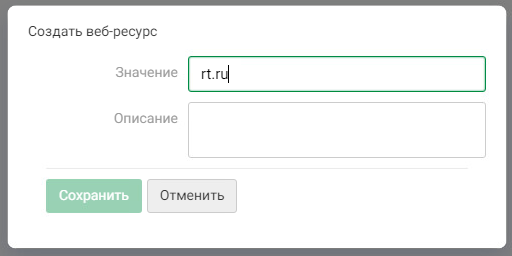 Создать веб-ресурс
Значение rt.ru
Описание
Сохранить Отменить